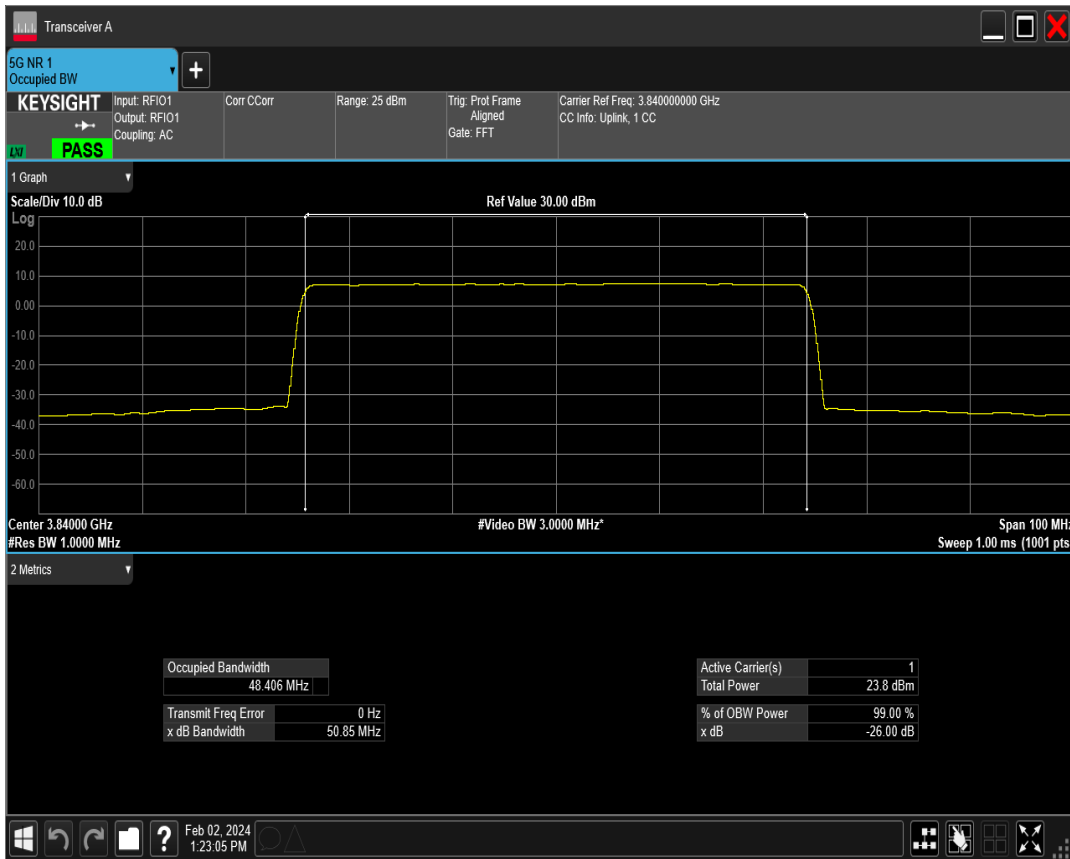 Transceiver A
5G NR 1
Occupied BW
KEYSIGHT
Input: RFIO1
Output: RFIO1
Coupling: AC
Corr CCorr
Range: 25 dBm
Trig: Prot Frame
Aligned
Gate: FFT
Carrier Ref Freq: 3.840000000 GHz
CC Info: Uplink, 1 CC
LXI
PASS
1 Graph
Scale/Div 10.0 dB
Ref Value 30.00 dBm
Log
20.0
10.0
0.00
-10.0
-20.0
-30.0
-40.0
-50.0
-60.0
Center 3.84000 GHz
#Video BW 3.0000 MHz*
Span 100 MHz
#Res BW 1.0000 MHz
Sweep 1.00 ms (1001 pts
2 Metrics
Occupied Bandwidth
48.406 MHz
Transmit Freq Error 0 Hz
x dB Bandwidth 50.85 MHz
Active Carrier(s) 1
Total Power 23.8 dBm
% of OBW Power 99.00 %
x dB -26.00 dB
Feb 02, 2024
1:23:05 PM